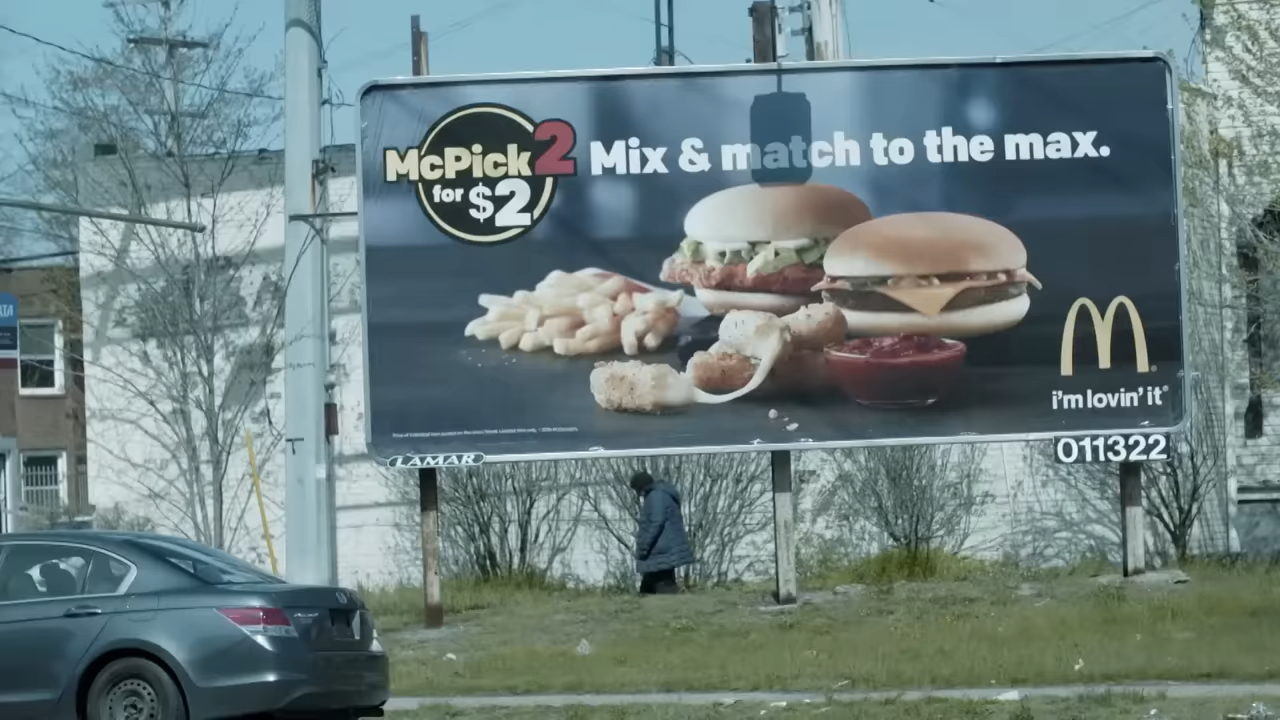 McPick 2
for $2
Mix & match to the max.
i'm lovin' it®
LAMAR
011322